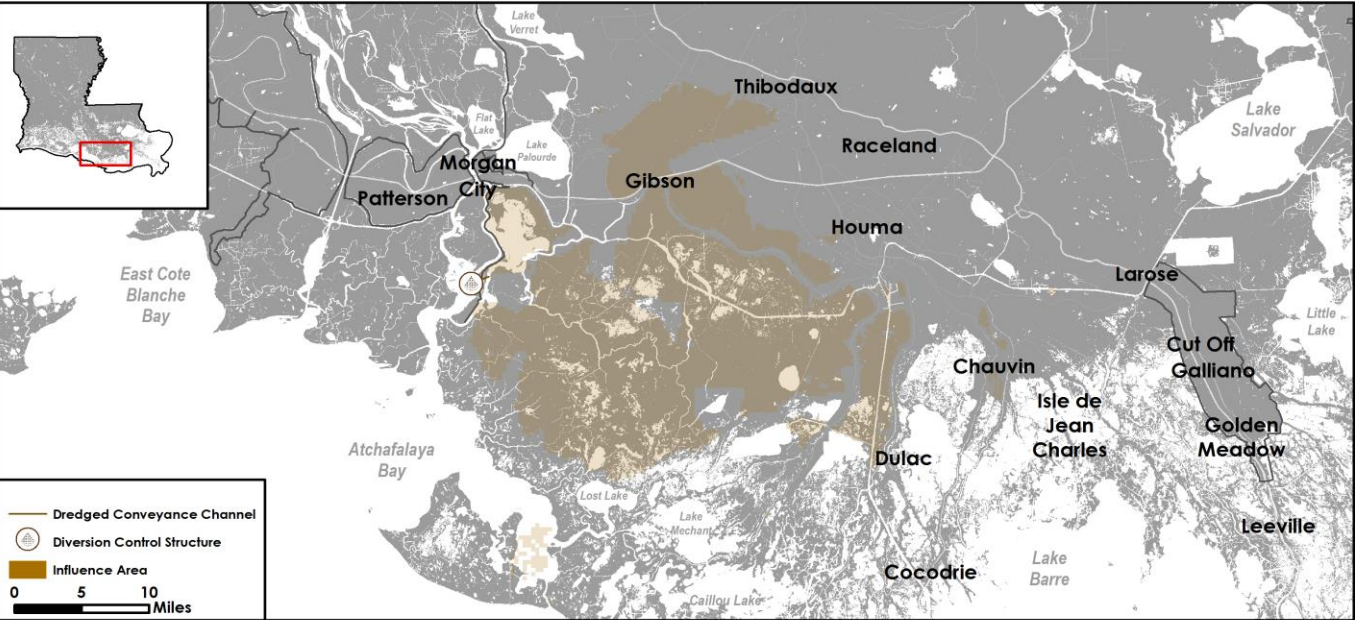 Lake
Verret
Thibodaux
Flat
Lake
Lake
Salvador
Raceland
Lake
Palourde
Morgan
City
Gibson
Patterson
Houma
East Cote
Blanche
Bay
Larose
Little
Lake
Cut Off
Galliano
Chauvin
Isle de
Jean
Charles
Golden
Meadow
Atchafalaya
Bay
Dulac
Lost Lake
Lake
Mechant
Leeville
Cocodrie
Lake
Barre
Caillou Lake
Dredged Conveyance Channel
Diversion Control Structure
Influence Area
0 5 10
Miles